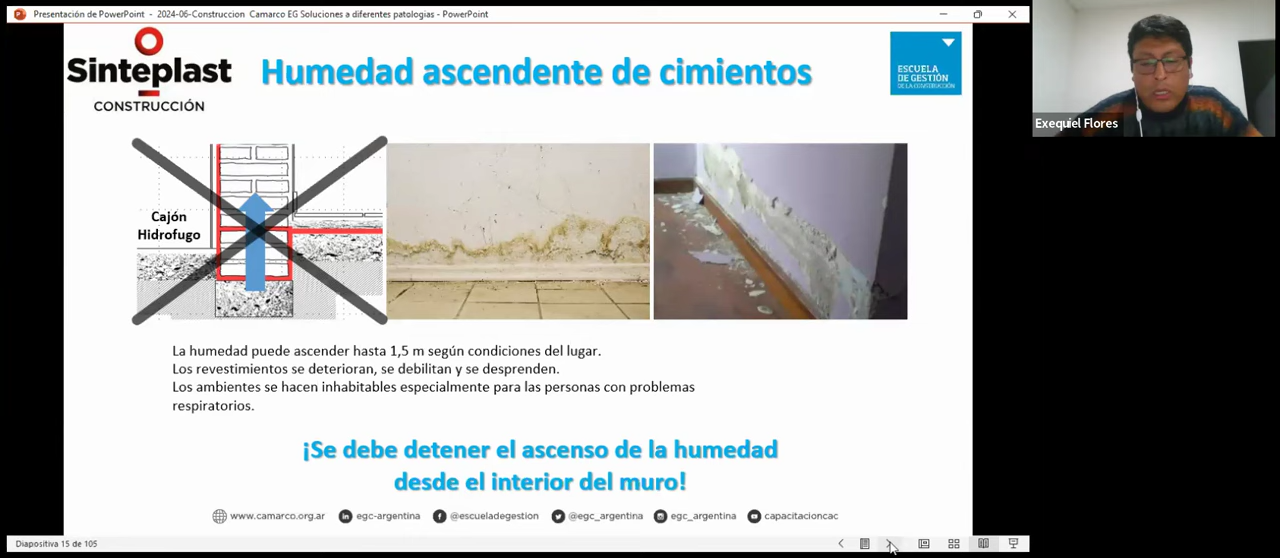 Presentación de PowerPoint - 2024-06-Construccion Camarco EG Soluciones a diferentes patologias - PowerPoint
Sinteplast
CONSTRUCCIÓN
Humedad ascendente de cimientos
ESCUELA
DE GESTIÓN
DE LA CONSTRUCCIÓN
Exequiel Flores
Cajón
Hidrofugo
La humedad puede ascender hasta 1,5 m según condiciones del lugar.
Los revestimientos se deterioran, se debilitan y se desprenden.
Los ambientes se hacen inhabitables especialmente para las personas con problemas
respiratorios.
¡Se debe detener el ascenso de la humedad
desde el interior del muro!
www.camarco.org.ar egc-argentina @escueladegestion @egc_argentina egc_argentina capacitacioncac
Diapositiva 15 de 105